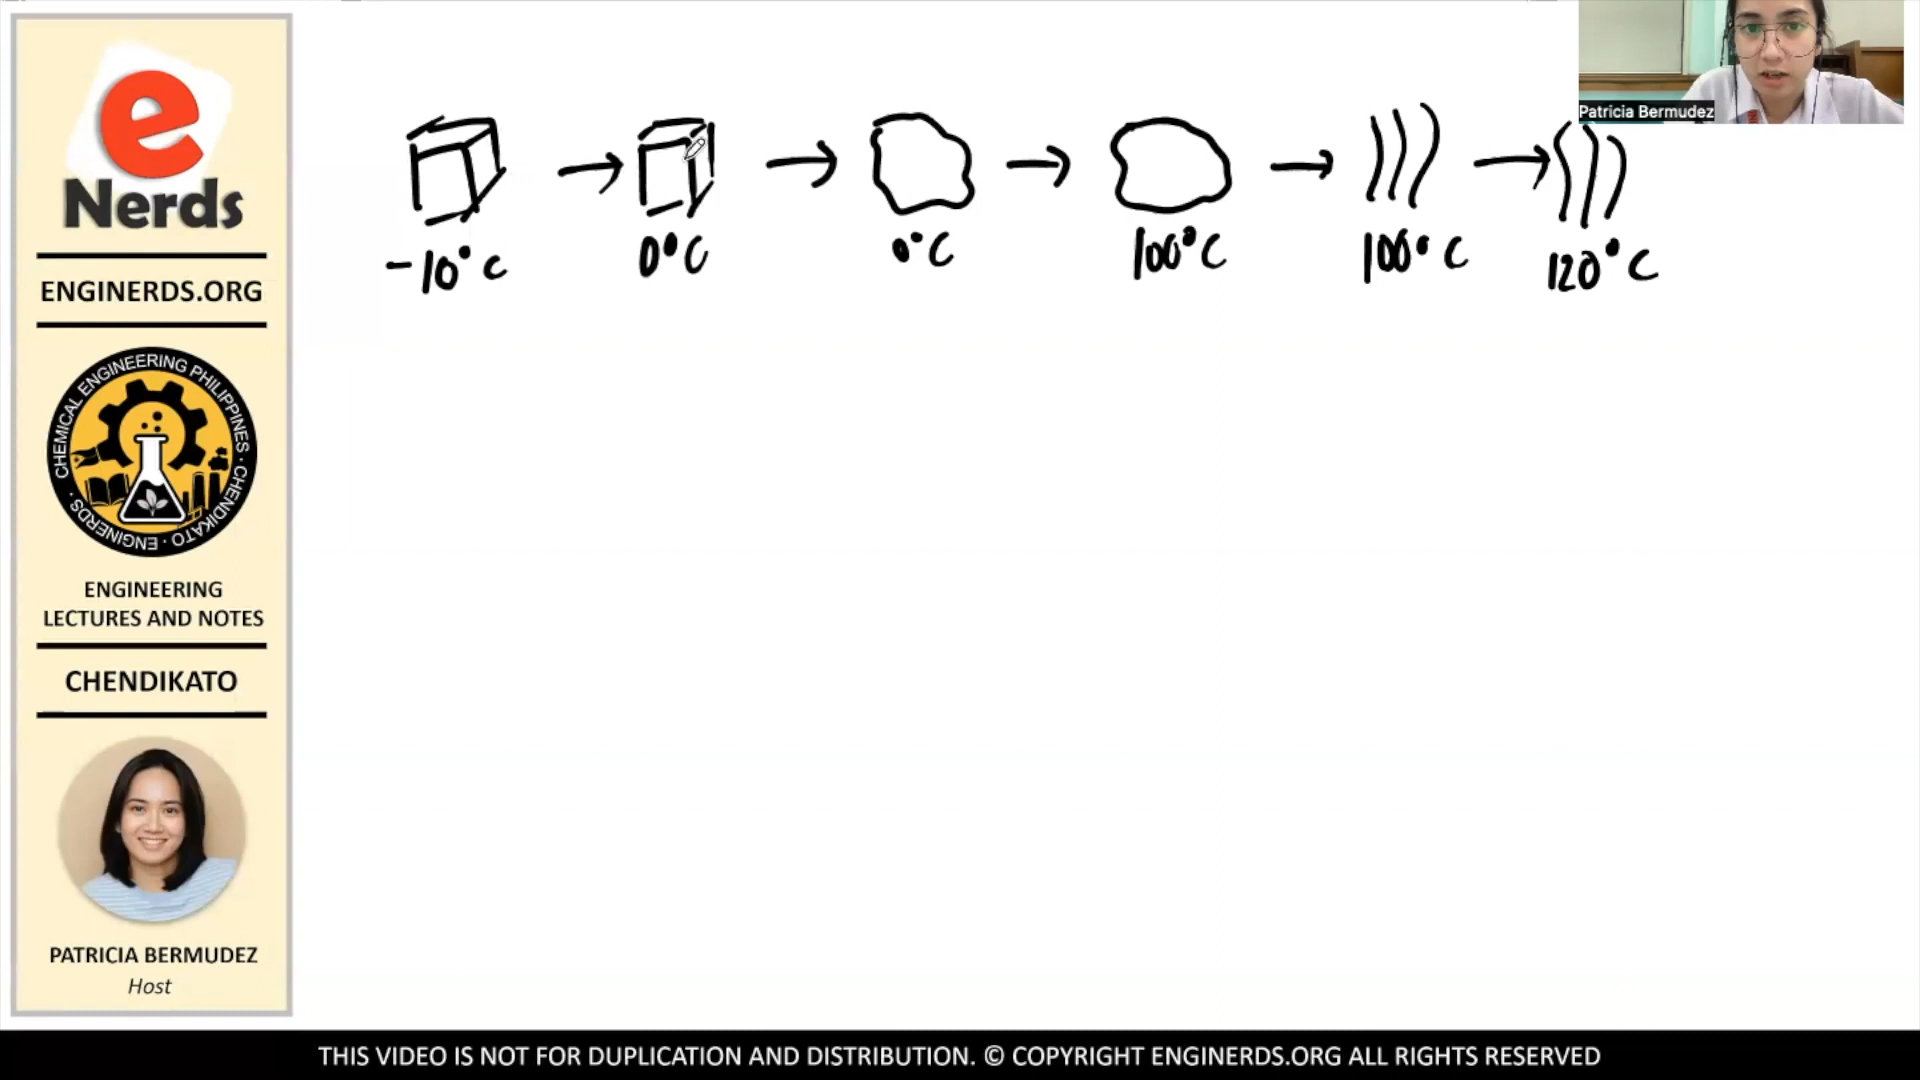 e
Nerds
ENGINERDS.ORG
CHEMICAL ENGINEERING PHILIPPINES · CHENDIKATO · ENGINERDS ·
ENGINEERING
LECTURES AND NOTES
CHENDIKATO
PATRICIA BERMUDEZ
Host
Patricia Bermudez
-10°C
0°C
0°C
100°C
100°C
120°C
THIS VIDEO IS NOT FOR DUPLICATION AND DISTRIBUTION. © COPYRIGHT ENGINERDS.ORG ALL RIGHTS RESERVED